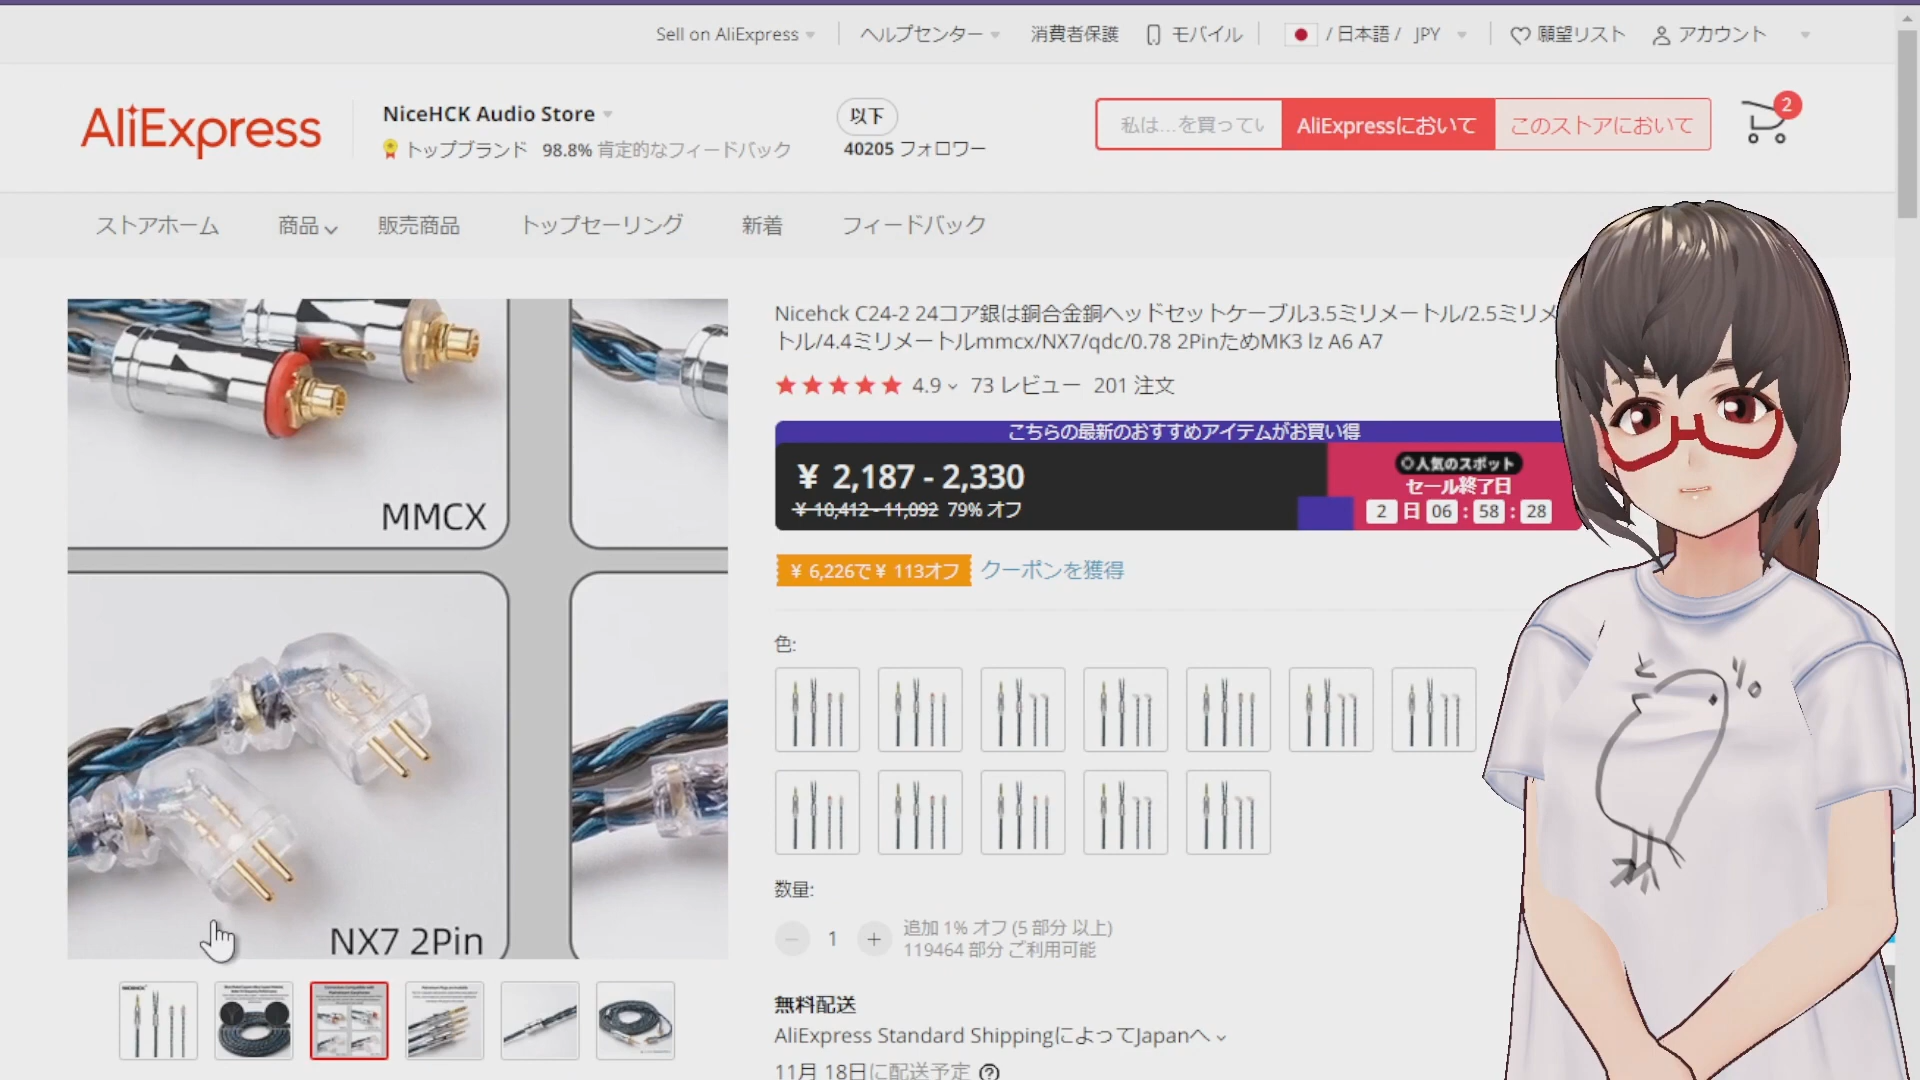 Sell on AliExpress
ヘルプセンター
消費者保護
モバイル
/ 日本語 / JPY
願望リスト
アカウント
AliExpress
NiceHCK Audio Store
トップブランド 98.8% 肯定的なフィードバック
以下
40205 フォロワー
私は...を買ってい
AliExpressにおいて
このストアにおいて
2
ストアホーム
商品
販売商品
トップセーリング
新着
フィードバック
MMCX
NX7 2Pin
Nicehck C24-2 24コア銀は銅合金銅ヘッドセットケーブル3.5ミリメートル/2.5ミリメ
トル/4.4ミリメートルmmcx/NX7/qdc/0.78 2PinためMK3 lz A6 A7
4.9 73 レビュー 201 注文
こちらの最新のおすすめアイテムがお買い得
¥ 2,187 - 2,330
¥ 10,412 - 11,092 79% オフ
人気のスポット
セール終了日
2 日 06 : 58 : 28
¥ 6,226で¥ 113オフ
クーポンを獲得
色:
数量:
1
追加 1% オフ (5 部分 以上)
119464 部分 ご利用可能
無料配送
AliExpress Standard ShippingによってJapanへ
11月 18日に配送予定
とり。